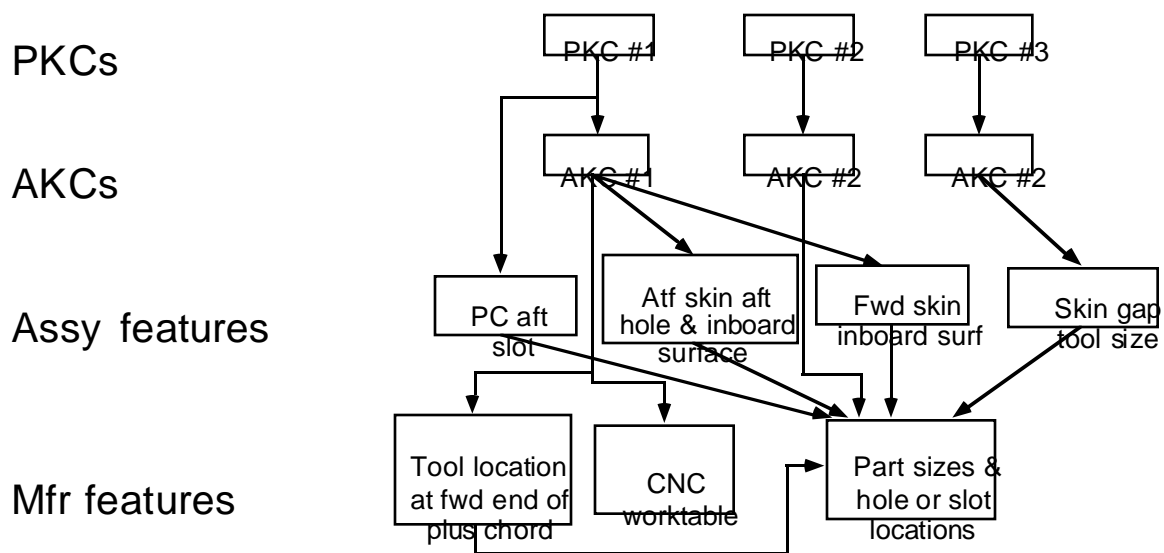 PKCs
PKC #1
PKC #2
PKC #3
AKCs
AKC #1
AKC #2
AKC #2
Assy features
PC aft
slot
Atf skin aft
hole & inboard
surface
Fwd skin
inboard surf
Skin gap
tool size
Mfr features
Tool location
at fwd end of
plus chord
CNC
worktable
Part sizes &
hole or slot
locations